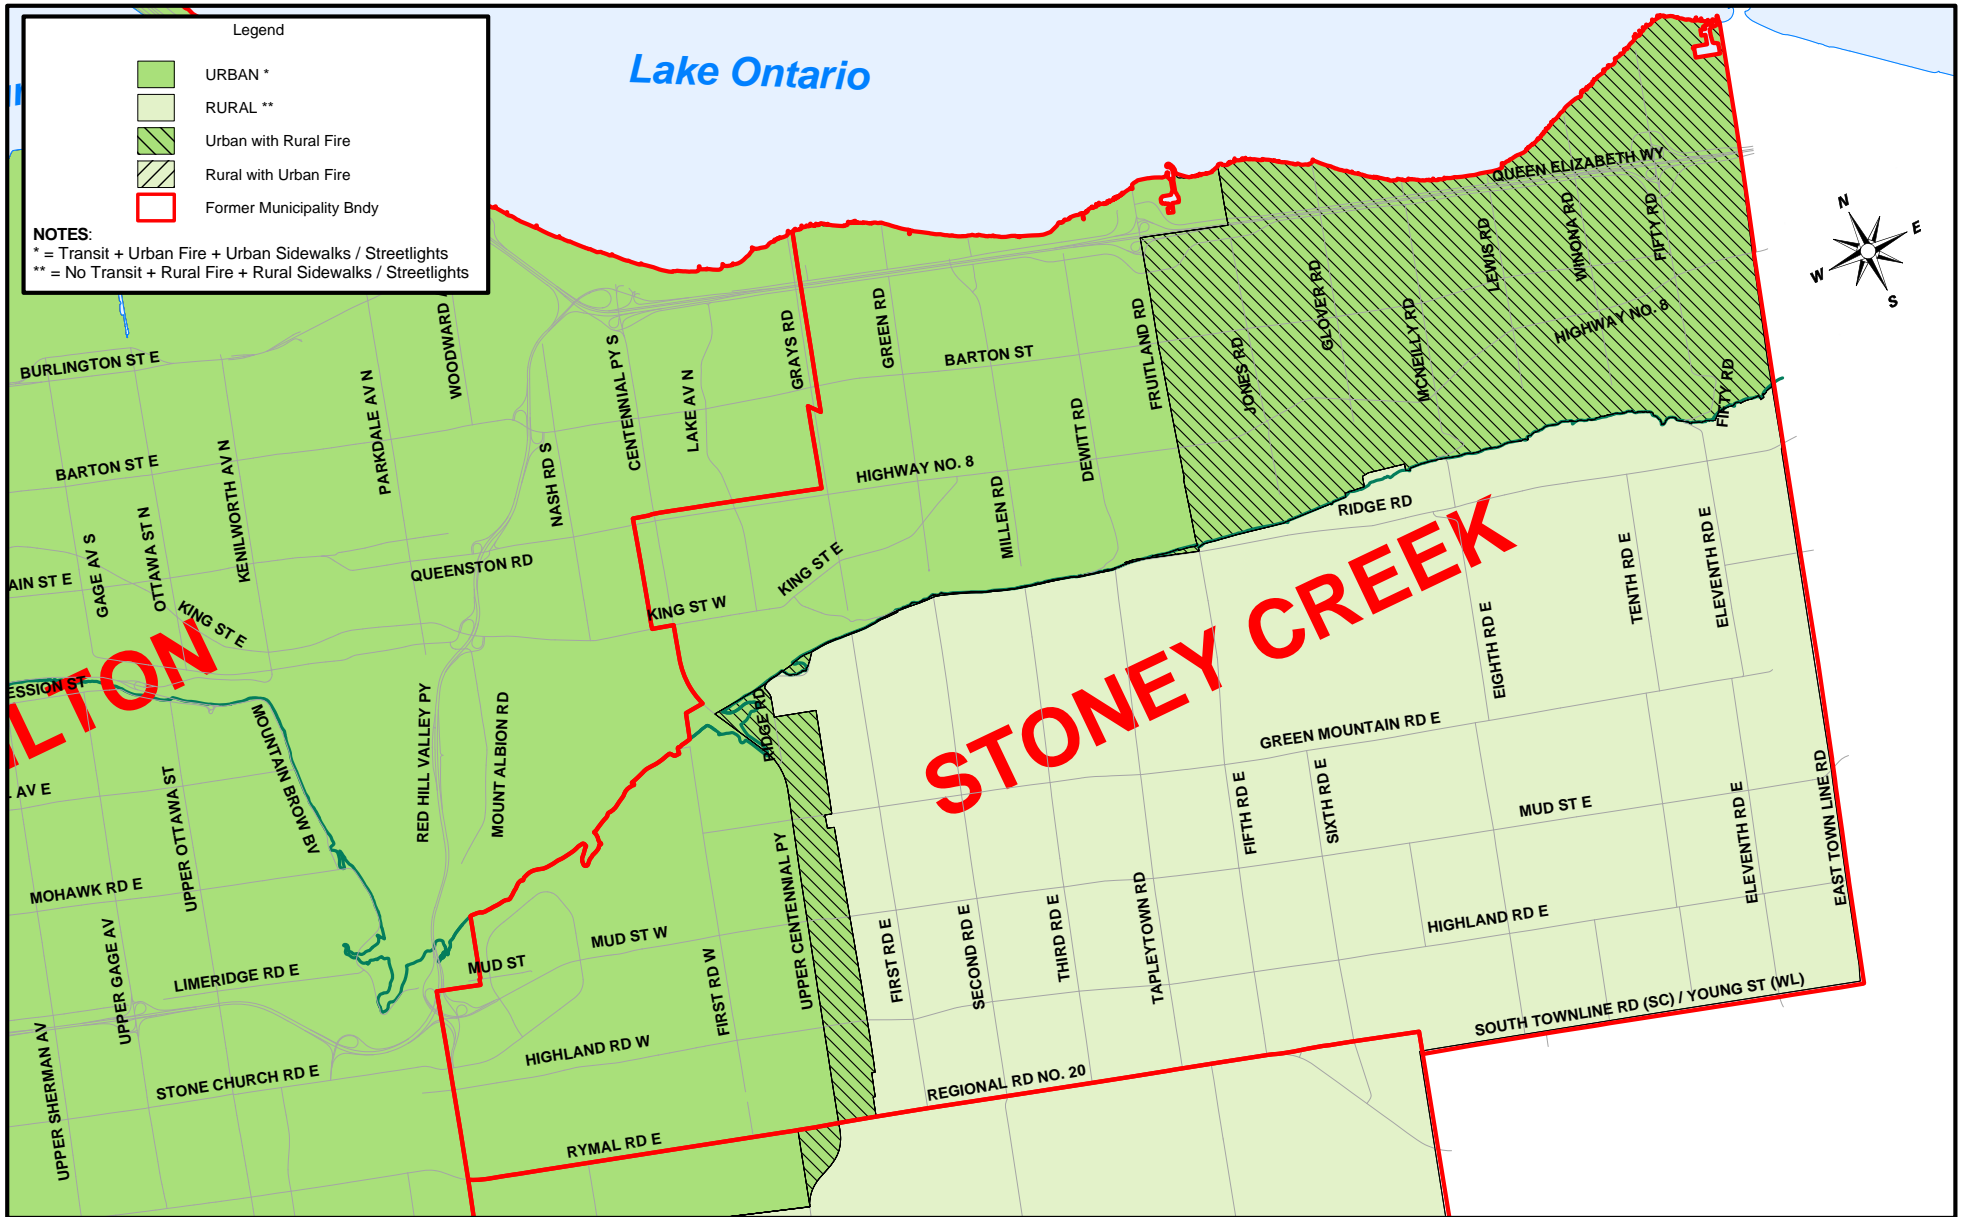 Legend
URBAN *
RURAL **
Urban with Rural Fire
Rural with Urban Fire
Former Municipality Bndy
NOTES:
* = Transit + Urban Fire + Urban Sidewalks / Streetlights
** = No Transit + Rural Fire + Rural Sidewalks / Streetlights
Lake Ontario
N
E
S
W
QUEEN ELIZABETH WY
FIFTY RD
WINONA RD
LEWIS RD
GLOVER RD
MCNEILLY RD
JONES RD
HIGHWAY NO. 8
FIFTY RD
FRUITLAND RD
GREEN RD
BARTON ST
GRAYS RD
DEWITT RD
MILLEN RD
HIGHWAY NO. 8
KING ST E
KING ST W
LAKE AV N
CENTENNIAL PY S
NASH RD S
WOODWARD
PARKDALE AV N
BURLINGTON ST E
BARTON ST E
KENILWORTH AV N
OTTAWA ST N
GAGE AV S
AIN ST E
KING ST E
QUEENSTON RD
ESSION ST
LTON
AV E
MOUNTAIN BROW BV
UPPER OTTAWA ST
RED HILL VALLEY PY
MOUNT ALBION RD
MOHAWK RD E
UPPER GAGE AV
LIMERIDGE RD E
UPPER SHERMAN AV
STONE CHURCH RD E
MUD ST
MUD ST W
FIRST RD W
HIGHLAND RD W
RYMAL RD E
UPPER CENTENNIAL PY
RIDGE RD
STONEY CREEK
RIDGE RD
EIGHTH RD E
TENTH RD E
ELEVENTH RD E
GREEN MOUNTAIN RD E
FIFTH RD E
SIXTH RD E
MUD ST E
ELEVENTH RD E
EAST TOWN LINE RD
HIGHLAND RD E
FIRST RD E
SECOND RD E
THIRD RD E
TAPLEYTOWN RD
REGIONAL RD NO. 20
SOUTH TOWNLINE RD (SC) / YOUNG ST (WL)